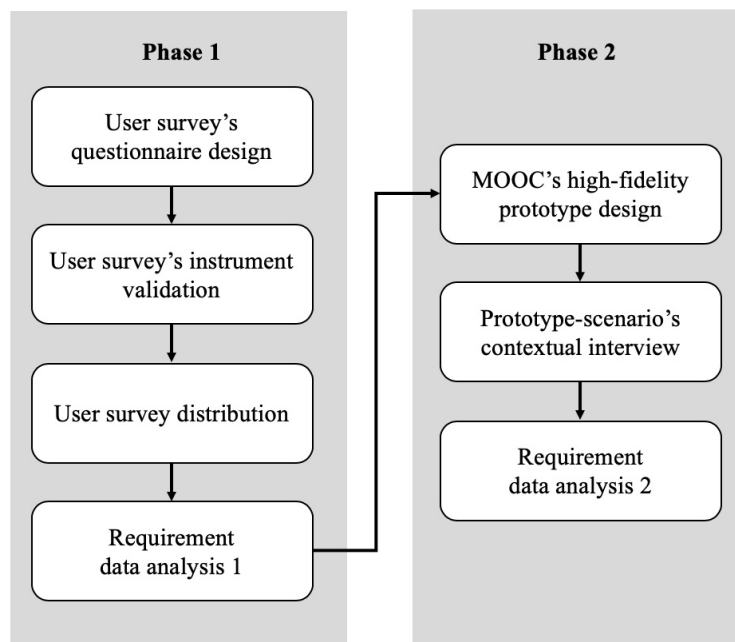 Phase 1
User survey’s
questionnaire design
User survey’s instrument
validation
User survey distribution
Requirement
data analysis 1
Phase 2
MOOC’s high-fidelity
prototype design
Prototype-scenario’s
contextual interview
Requirement
data analysis 2